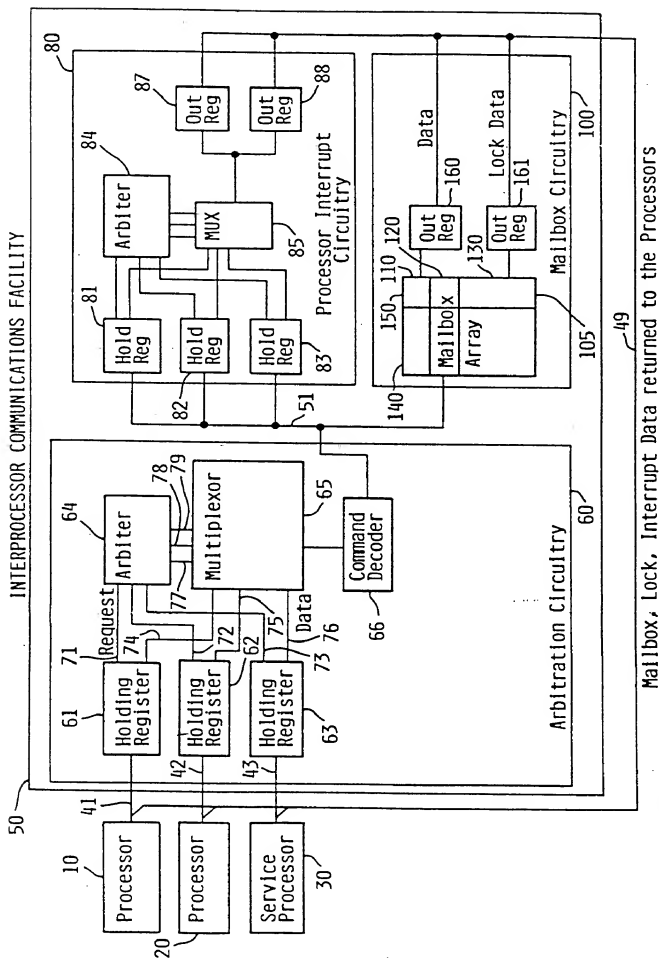 INTERPROCESSOR COMMUNICATIONS FACILITY
50
10
Processor
41
20
Processor
42
30
Service
Processor
43
61
Holding
Register
62
Holding
Register
63
Holding
Register
71
Request
74
72
75
73
76
Data
64
Arbiter
77
78
79
Multiplexor
65
Command
Decoder
66
Arbitration Circuitry
60
51
80
81
Hold
Reg
82
Hold
Reg
83
Hold
Reg
84
Arbiter
MUX
85
87
Out
Reg
88
Out
Reg
Processor Interrupt
Circuitry
140
150
110
120
130
Mailbox
Array
105
Out
Reg
160
Out
Reg
161
Data
Lock Data
Mailbox Circuitry
100
49
Mailbox, Lock, Interrupt Data returned to the Processors